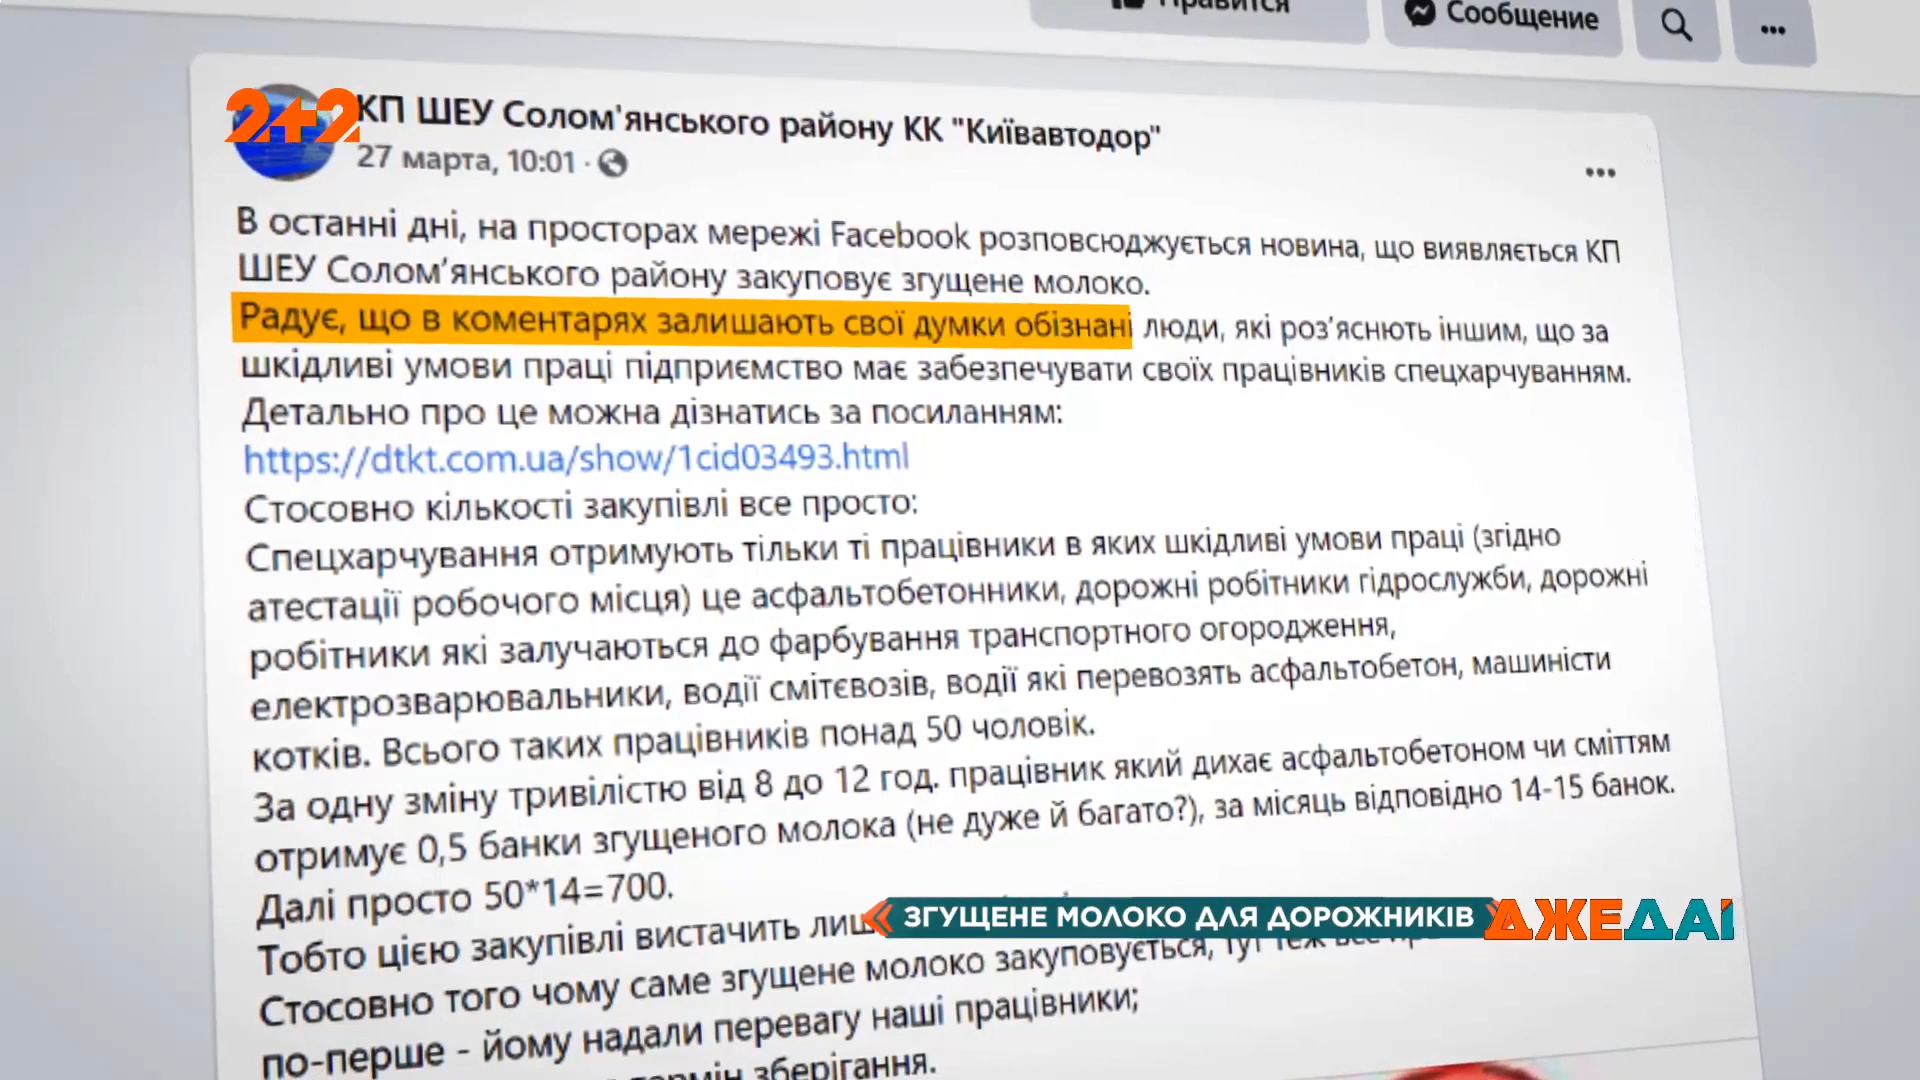 Нравится
Сообщение
2+2
КП ШЕУ Солом'янського району КК "Київавтодор"
27 марта, 10:01 ·
В останні дні, на просторах мережі Facebook розповсюджується новина, що виявляється КП
ШЕУ Солом’янського району закуповує згущене молоко.
Радує, що в коментарях залишають свої думки обізнані люди, які роз’яснють іншим, що за
шкідливі умови праці підприємство має забезпечувати своїх працівників спецхарчуванням.
Детально про це можна дізнатись за посиланням:
https://dtkt.com.ua/show/1cid03493.html
Стосовно кількості закупівлі все просто:
Спецхарчування отримують тільки ті працівники в яких шкідливі умови праці (згідно
атестації робочого місця) це асфальтобетонники, дорожні робітники гідрослужби, дорожні
робітники які залучаються до фарбування транспортного огородження,
електрозварювальники, водії смітєвозів, водії які перевозять асфальтобетон, машиністи
котків. Всього таких працівників понад 50 чоловік.
За одну зміну тривілістю від 8 до 12 год. працівник який дихає асфальтобетоном чи сміттям
отримує 0,5 банки згущеного молока (не дуже й багато?), за місяць відповідно 14-15 банок.
Далі просто 50*14=700.
Тобто цією закупівлі вистачить
ЗГУЩЕНЕ МОЛОКО ДЛЯ ДОРОЖНИКІВ
ДЖЕДАІ
Стосовно того чому саме згущене молоко закуповується, тут теж все
по-перше - йому надали перевагу наші працівники;
термін зберігання.